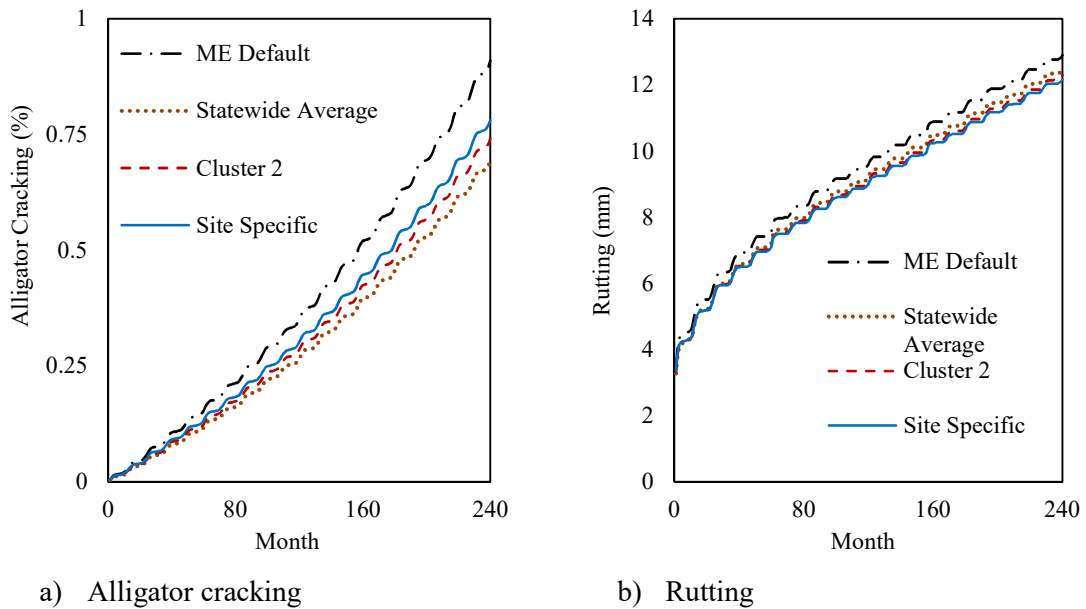 1
0.75
0.5
0.25
0
Alligator Cracking (%)
ME Default
Statewide Average
Cluster 2
Site Specific
0
80
160
240
Month
a) Alligator cracking
14
12
10
8
6
4
2
0
Rutting (mm)
ME Default
Statewide
Average
Cluster 2
Site Specific
0
80
160
240
Month
b) Rutting